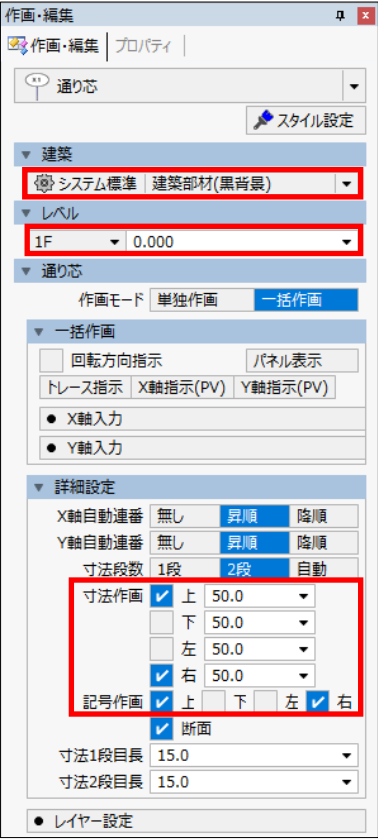 作画・編集
作画・編集 プロパティ
X1 通り芯
スタイル設定
建築
システム標準 建築部材(黒背景)
レベル
1F 0.000
通り芯
作画モード 単独作画 一括作画
一括作画
回転方向指示 パネル表示
トレース指示 X軸指示(PV) Y軸指示(PV)
X軸入力
Y軸入力
詳細設定
X軸自動連番 無し 昇順 降順
Y軸自動連番 無し 昇順 降順
寸法段数 1段 2段 自動
寸法作画 上 50.0
下 50.0
左 50.0
右 50.0
記号作画 上 下 左 右
断面
寸法1段目長 15.0
寸法2段目長 15.0
レイヤー設定